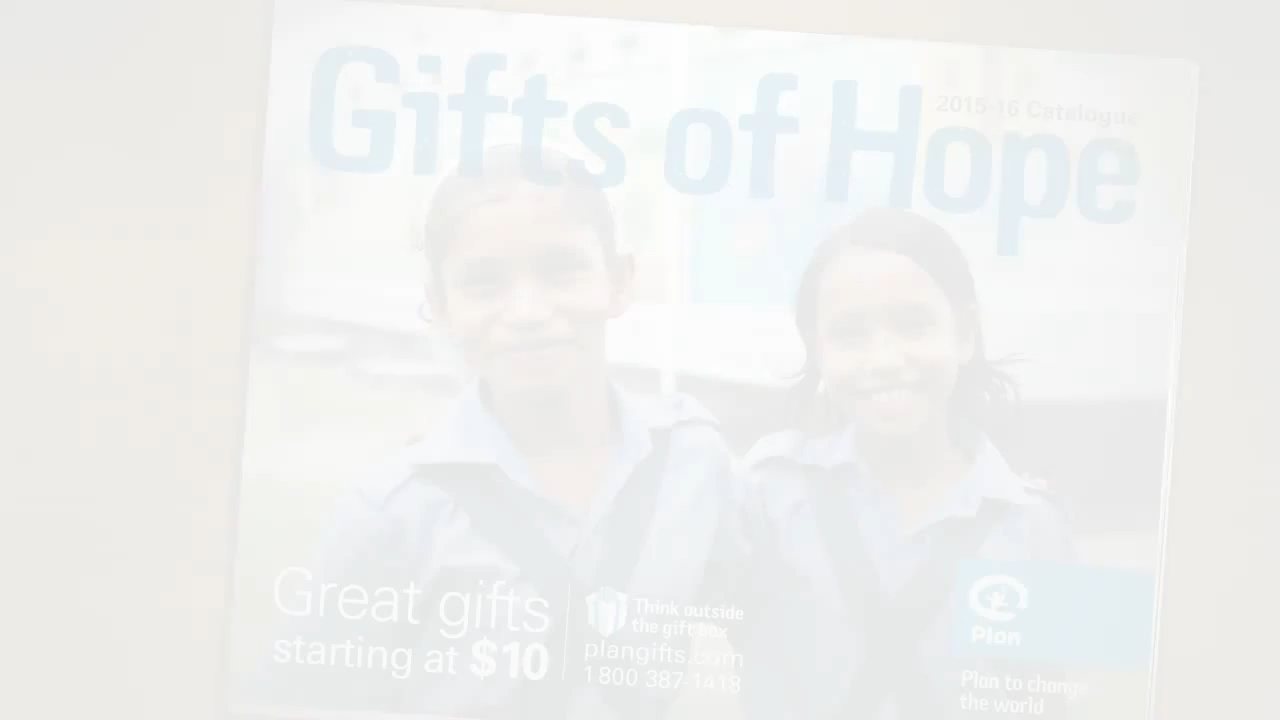 Gifts of Hope
2015-16 Catalogue
Great gifts
starting at $10
Think outside
the gift box
plangifts.com
1 800 387-1418
Plan
Plan to change
the world